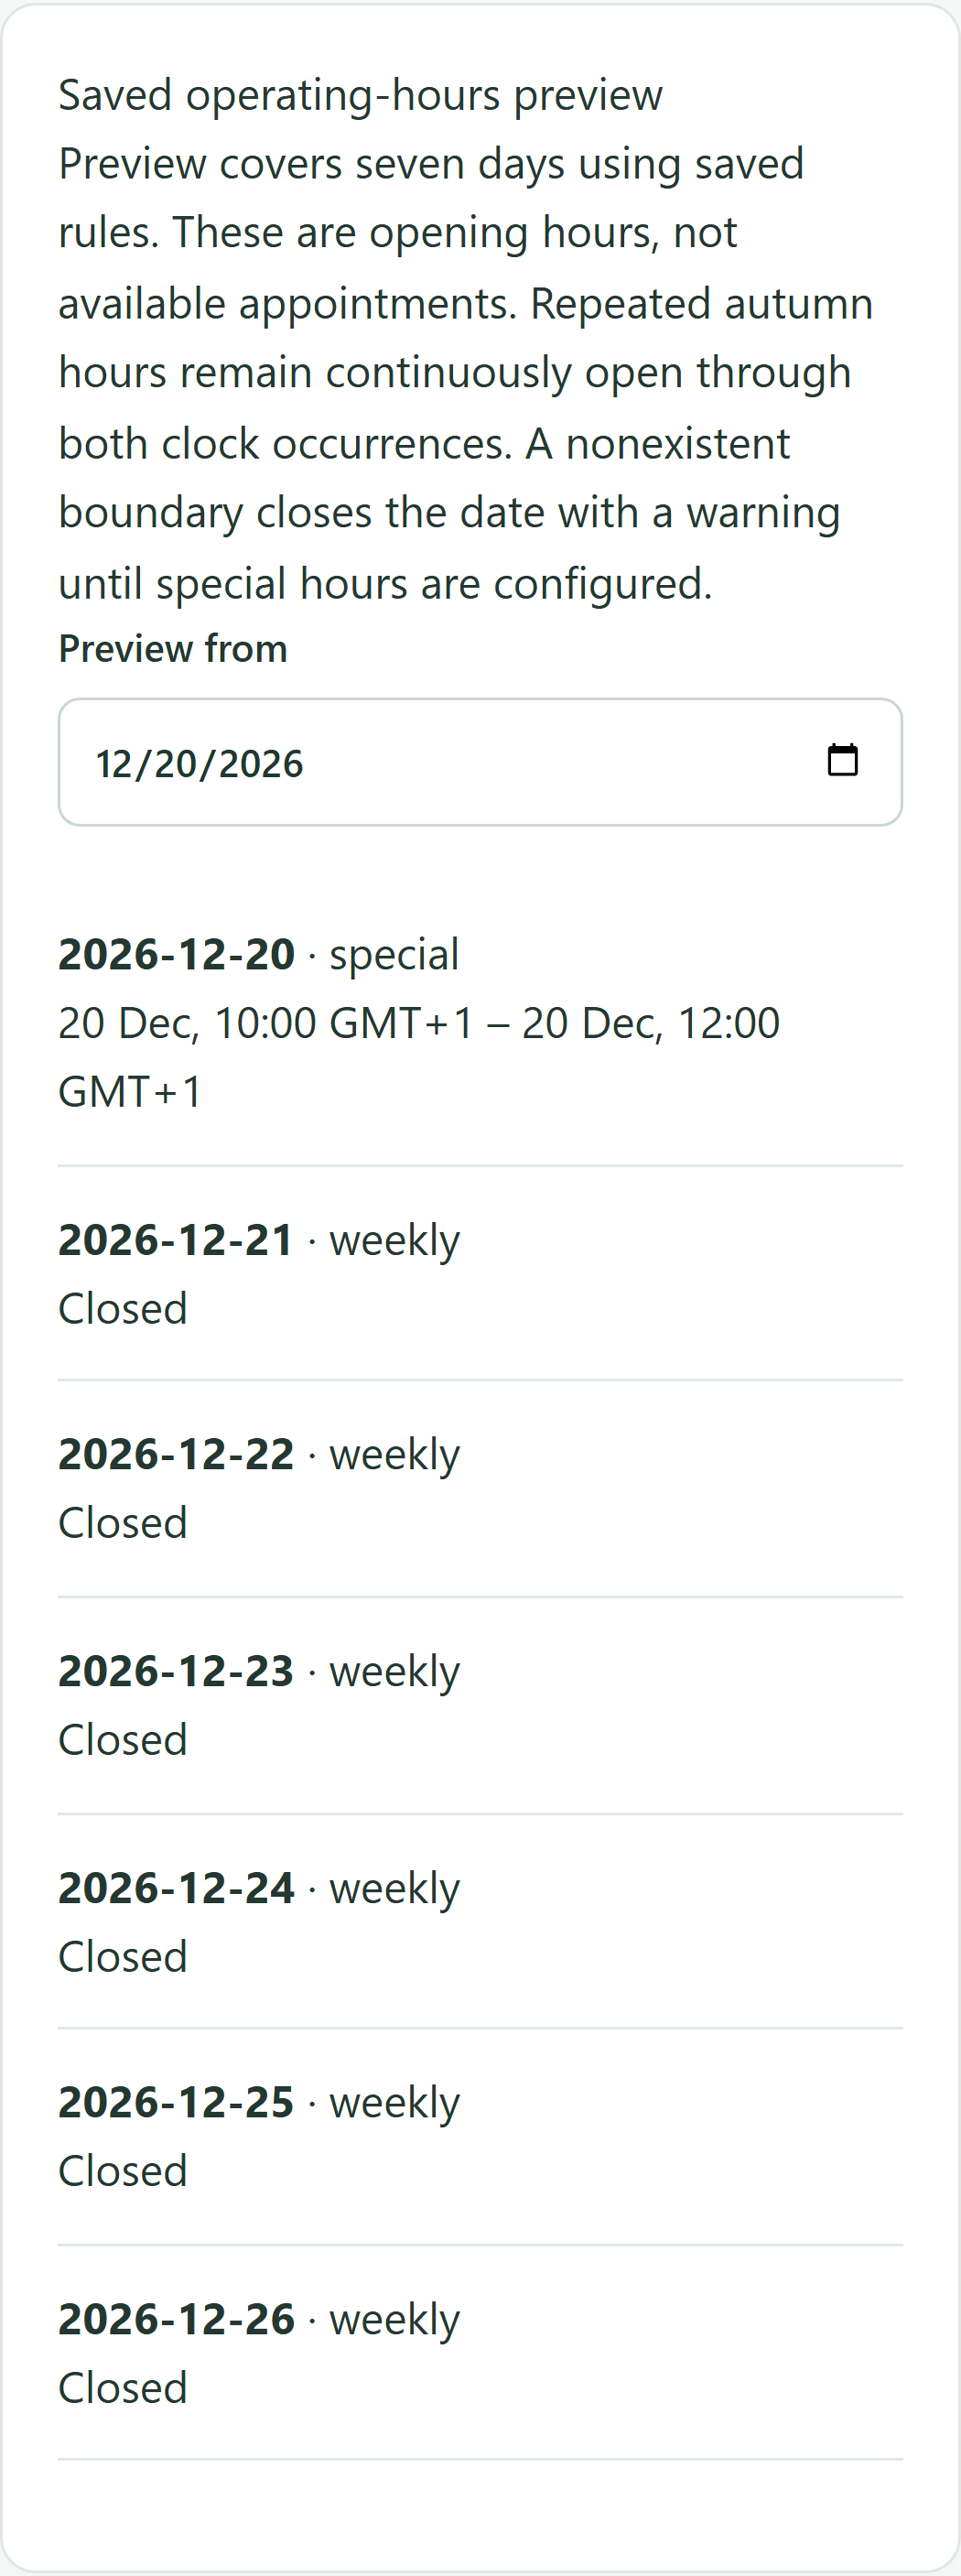 Saved operating-hours preview
Preview covers seven days using saved
rules. These are opening hours, not
available appointments. Repeated autumn
hours remain continuously open through
both clock occurrences. A nonexistent
boundary closes the date with a warning
until special hours are configured.
Preview from
12/20/2026
2026-12-20 · special
20 Dec, 10:00 GMT+1 – 20 Dec, 12:00
GMT+1
2026-12-21 · weekly
Closed
2026-12-22 · weekly
Closed
2026-12-23 · weekly
Closed
2026-12-24 · weekly
Closed
2026-12-25 · weekly
Closed
2026-12-26 · weekly
Closed